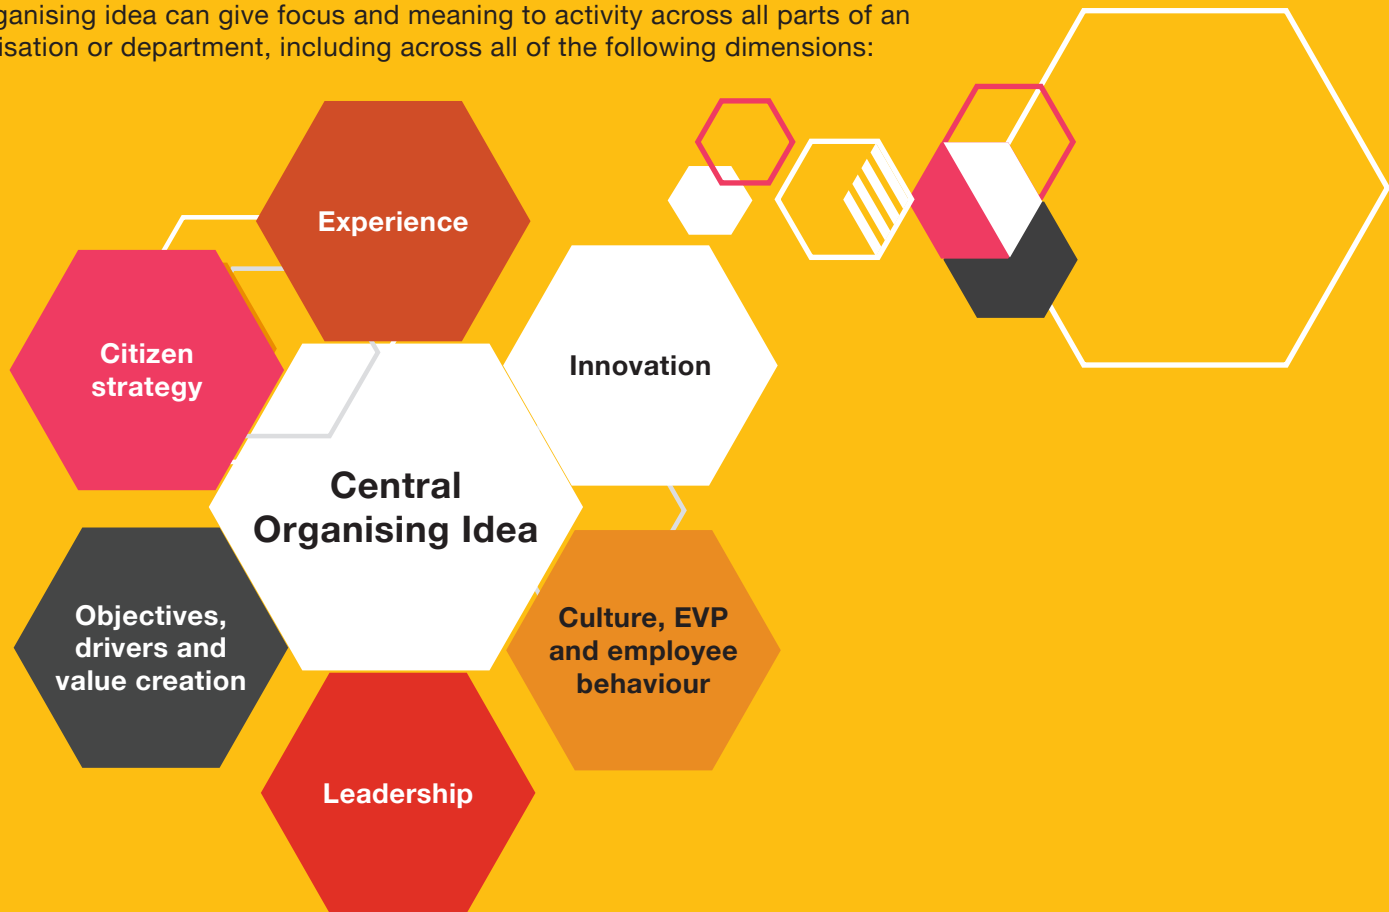 ganising idea can give focus and meaning to activity across all parts of an
isation or department, including across all of the following dimensions:
Experience
Citizen
strategy
Innovation
Central
Organising Idea
Objectives,
drivers and
value creation
Culture, EVP
and employee
behaviour
Leadership